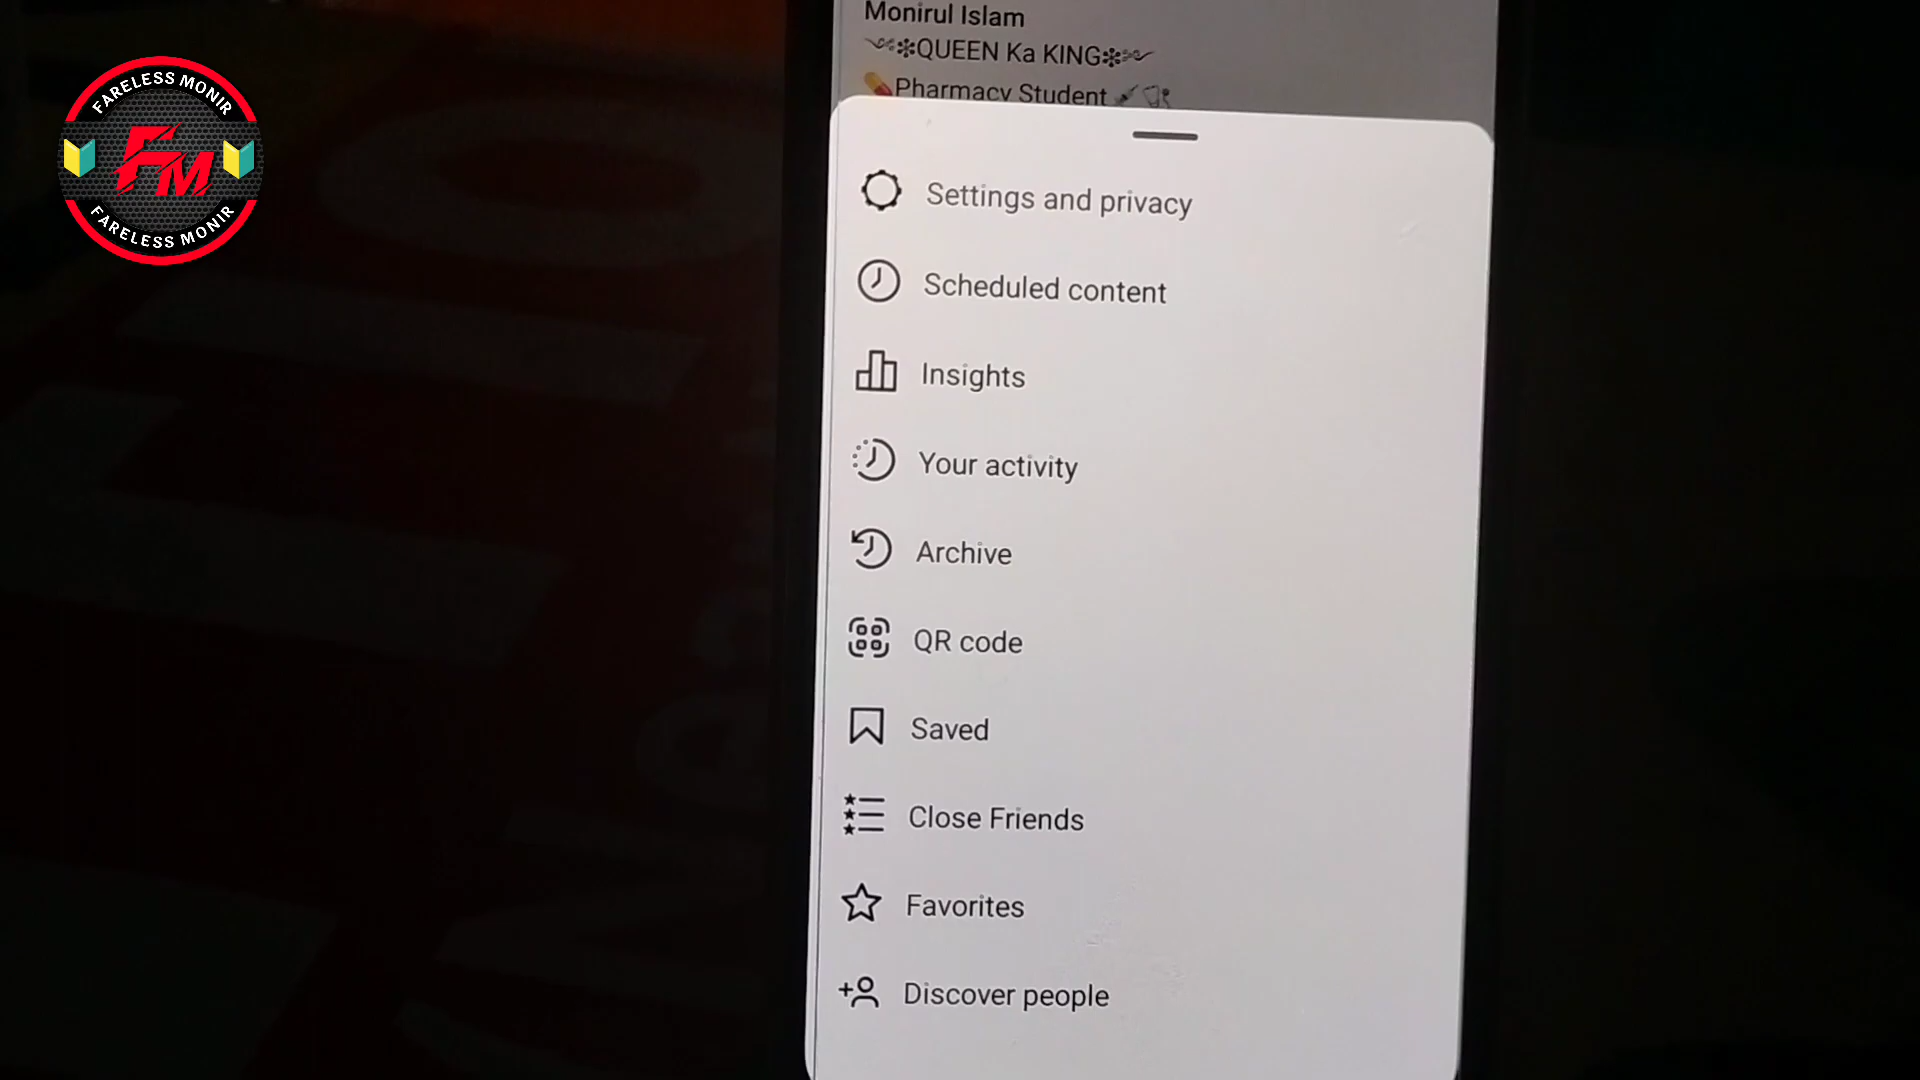 FARELESS MONIR
FM
FARELESS MONIR
Monirul Islam
QUEEN Ka KING
Pharmacy Student
Settings and privacy
Scheduled content
Insights
Your activity
Archive
QR code
Saved
Close Friends
Favorites
Discover people